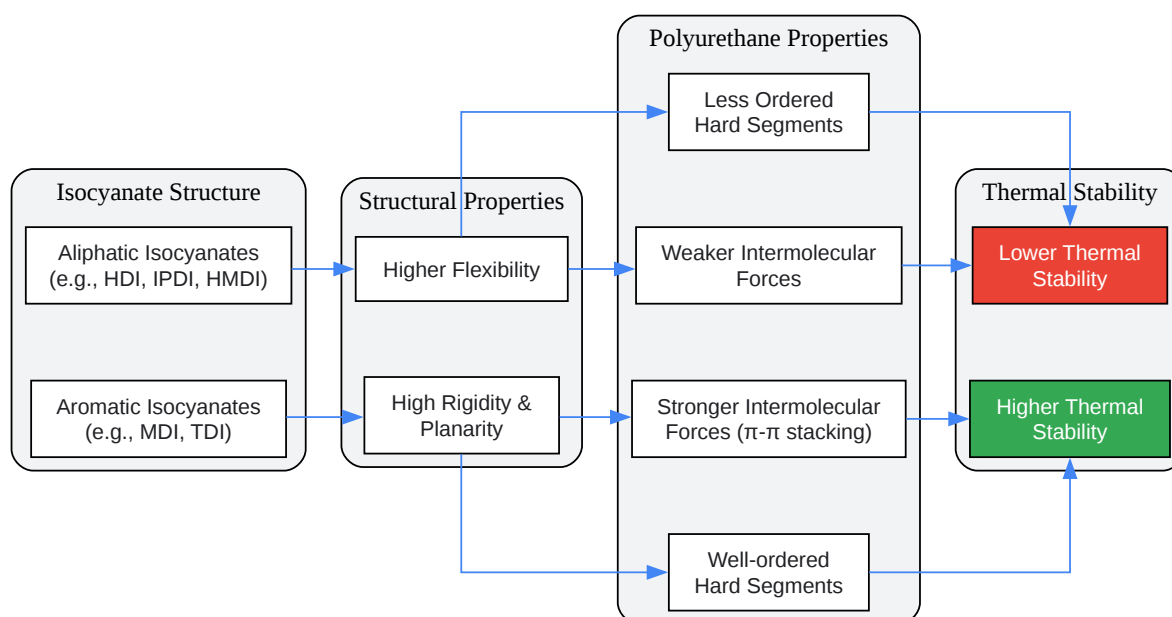 Isocyanate Structure
Aliphatic Isocyanates
(e.g., HDI, IPDI, HMDI)
Aromatic Isocyanates
(e.g., MDI, TDI)
Structural Properties
Higher Flexibility
High Rigidity &
Planarity
Polyurethane Properties
Less Ordered
Hard Segments
Weaker Intermolecular
Forces
Stronger Intermolecular
Forces (π-π stacking)
Well-ordered
Hard Segments
Thermal Stability
Lower Thermal
Stability
Higher Thermal
Stability